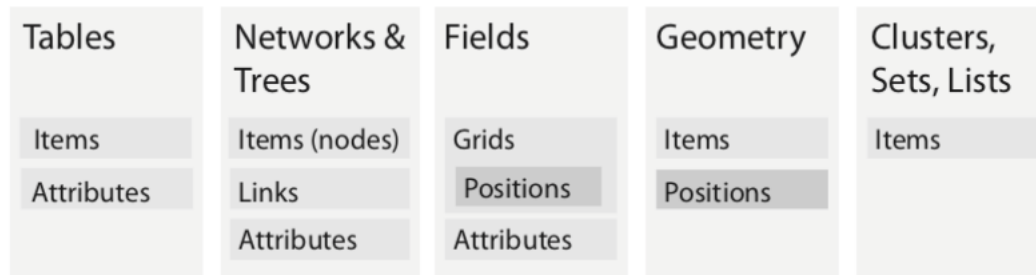 Tables
Items
Attributes
Networks &
Trees
Items (nodes)
Links
Attributes
Fields
Grids
Positions
Attributes
Geometry
Items
Positions
Clusters,
Sets, Lists
Items